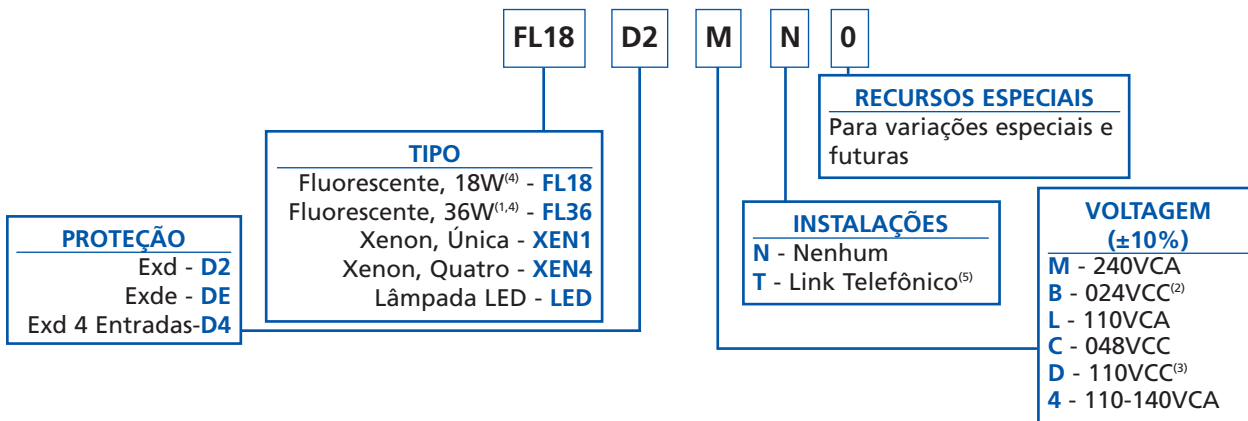 FL18 D2 M N 0
RECURSOS ESPECIAIS
Para variações especiais e
futuras
TIPO
Fluorescente, 18W(4) - FL18
Fluorescente, 36W(1,4) - FL36
Xenon, Única - XEN1
Xenon, Quatro - XEN4
Lâmpada LED - LED
INSTALAÇÕES
N - Nenhum
T - Link Telefônico(5)
VOLTAGEM
(±10%)
M - 240VCA
B - 024VCC(2)
L - 110VCA
C - 048VCC
D - 110VCC(3)
4 - 110-140VCA
PROTEÇÃO
Exd - D2
Exde - DE
Exd 4 Entradas-D4